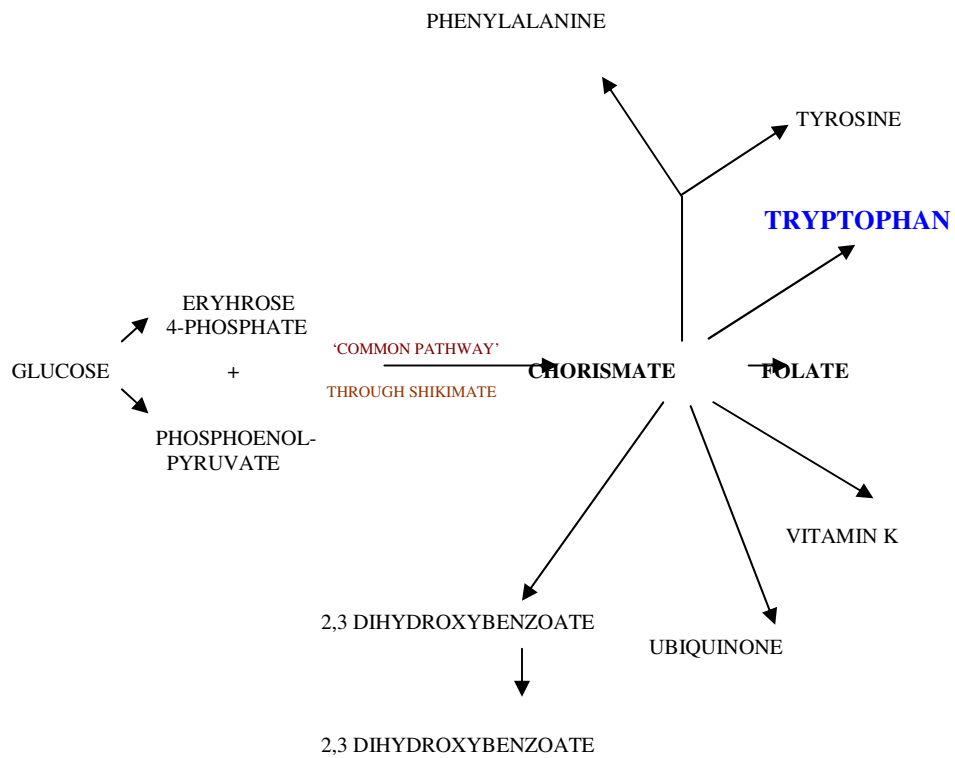 PHENYLALANINE
TYROSINE
TRYPTOPHAN
ERYHROSE
4-PHOSPHATE
'COMMON PATHWAY'
GLUCOSE
+
CHORISMATE
FOLATE
THROUGH SHIKIMATE
PHOSPHOENOL-
PYRUVATE
VITAMIN K
2,3 DIHYDROXYBENZOATE
UBIQUINONE
2,3 DIHYDROXYBENZOATE